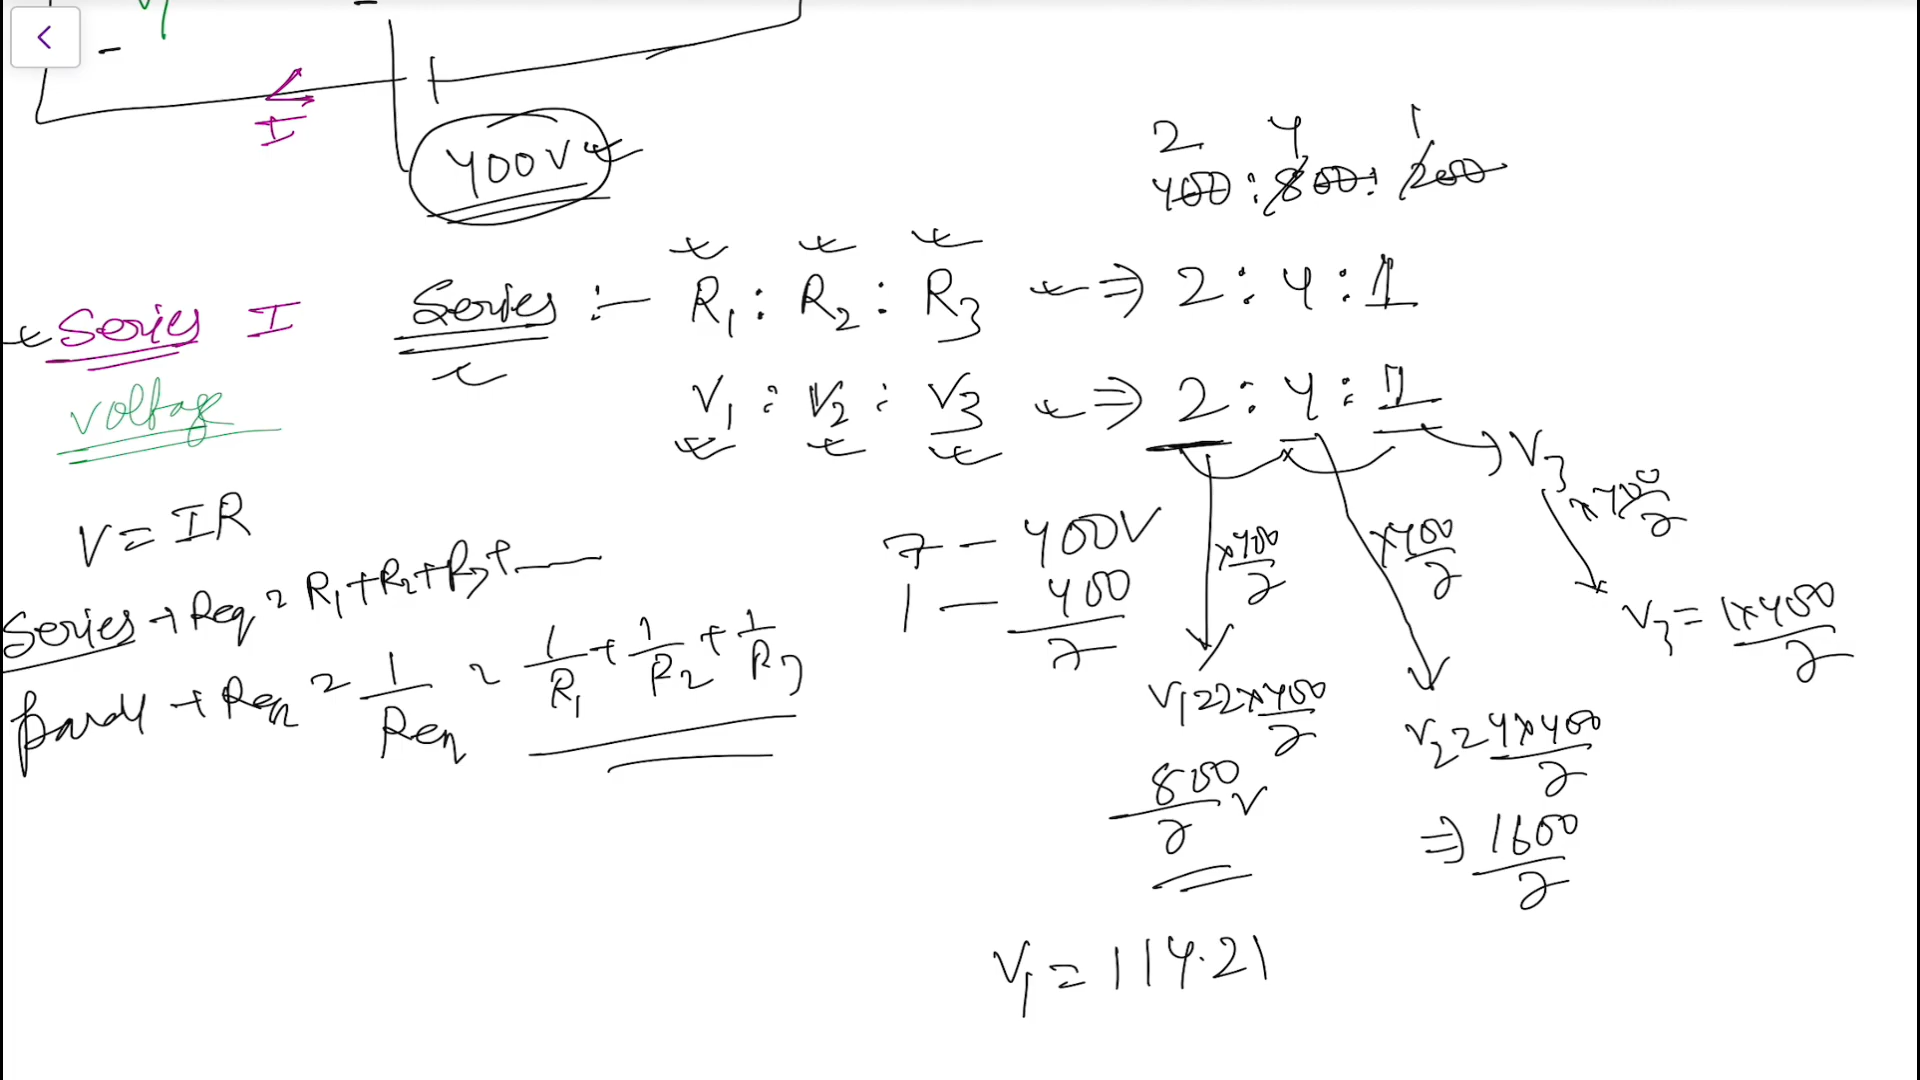 I
400V
2 4 1
400 : 800 : 200
Series I
Series :- R1 : R2 : R3 ⇒ 2 : 4 : 1
voltage
V1 : V2 : V3 ⇒ 2 : 4 : 1
V3
×400/7
V = IR
7 - 400V
×400/7
×400/7
1 - 400/7
Series → Req = R1+R2+R3+
V3 = 1×400/7
→ Req = 1/Req = 1/R1 + 1/R2 + 1/R3
V1 = 2×400/7
V2 = 4×400/7
800/7 V
⇒ 1600/7
V1 = 114.21